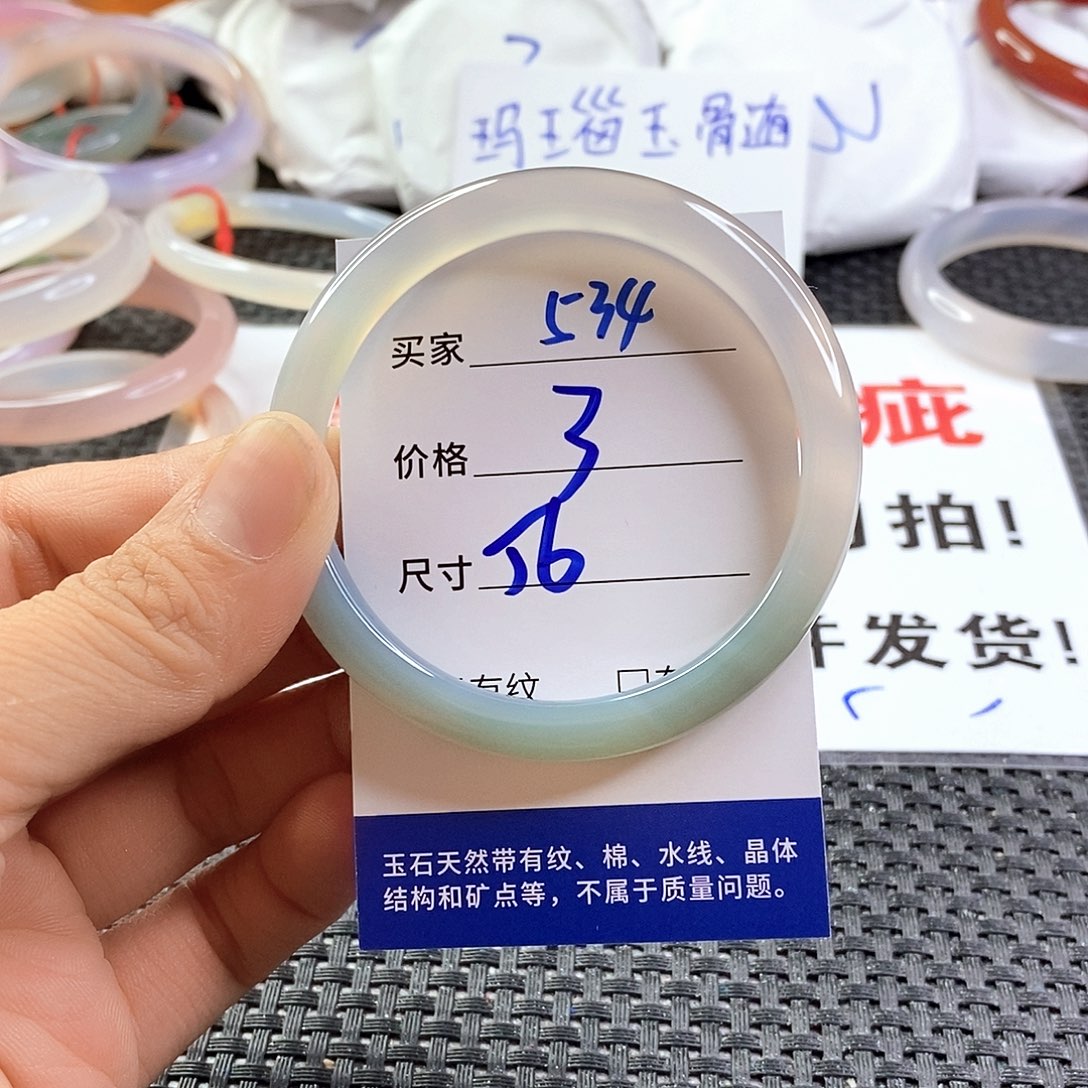 玛瑙玉骨髓
买家 534
价格 3
尺寸 56
有纹
疵
拍!
发货!
玉石天然带有纹、棉、水线、晶体
结构和矿点等，不属于质量问题。